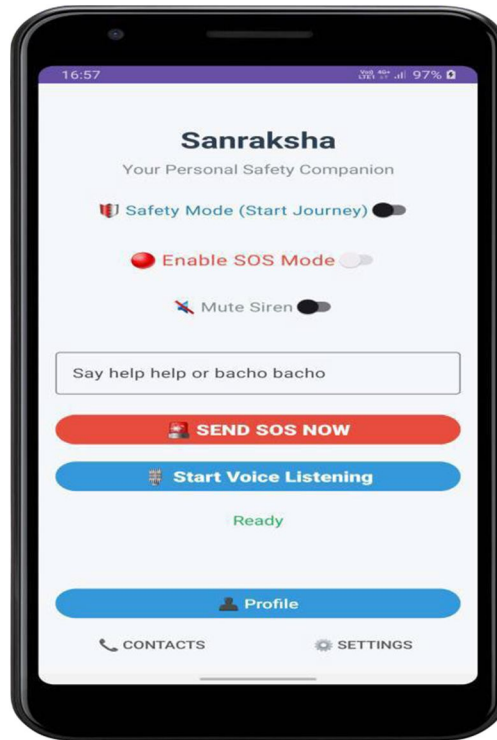 16:57
97%
Sanraksha
Your Personal Safety Companion
Safety Mode (Start Journey)
Enable SOS Mode
Mute Siren
Say help help or bacho bacho
SEND SOS NOW
Start Voice Listening
Ready
Profile
CONTACTS
SETTINGS